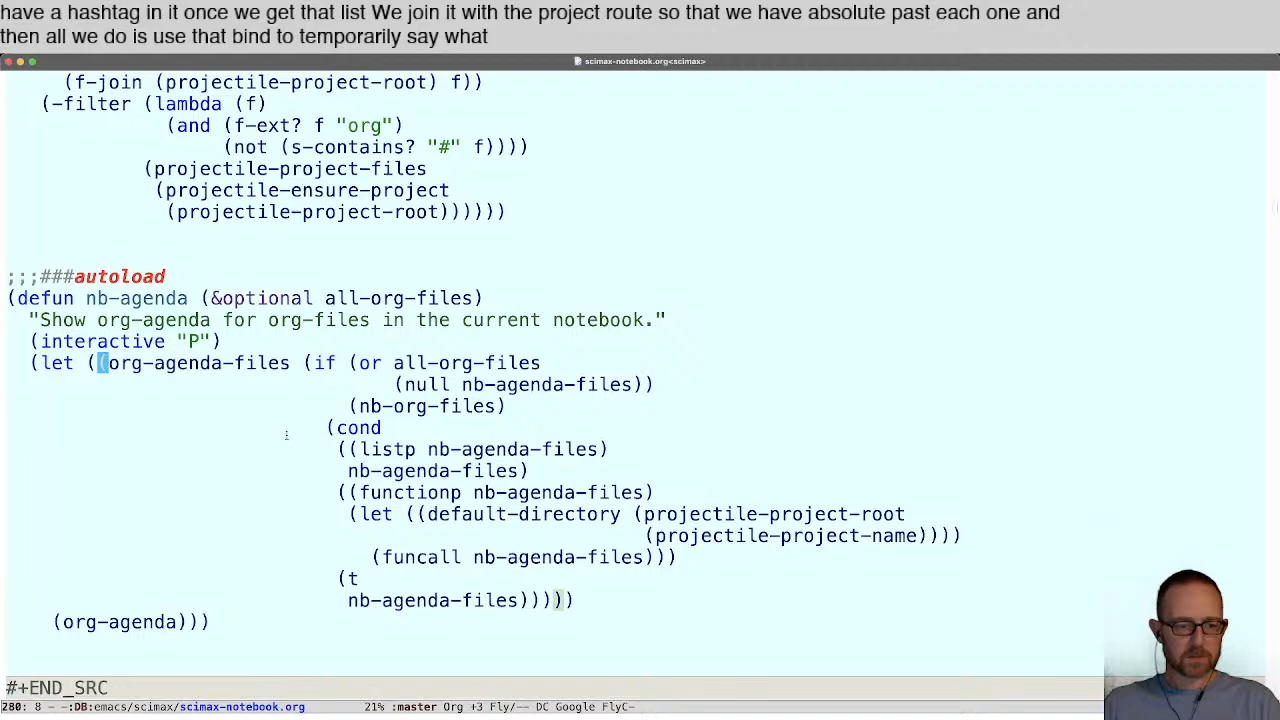 have a hashtag in it once we get that list We join it with the project route so that we have absolute past each one and
then all we do is use that bind to temporarily say what
scimax-notebook.org<scimax>
(f-join (projectile-project-root) f))
(-filter (lambda (f)
(and (f-ext? f "org")
(not (s-contains? "#" f))))
(projectile-project-files
(projectile-ensure-project
(projectile-project-root))))))
;;;###autoload
(defun nb-agenda (&optional all-org-files)
"Show org-agenda for org-files in the current notebook."
(interactive "P")
(let ((org-agenda-files (if (or all-org-files
(null nb-agenda-files))
(nb-org-files)
(cond
((listp nb-agenda-files)
nb-agenda-files)
((functionp nb-agenda-files)
(let ((default-directory (projectile-project-root
(projectile-project-name))))
(funcall nb-agenda-files)))
(t
nb-agenda-files)))))
(org-agenda)))
#+END_SRC
280: 8 - -:DB:emacs/scimax/scimax-notebook.org 21% :master Org +3 Fly/-- DC Google FlyC-